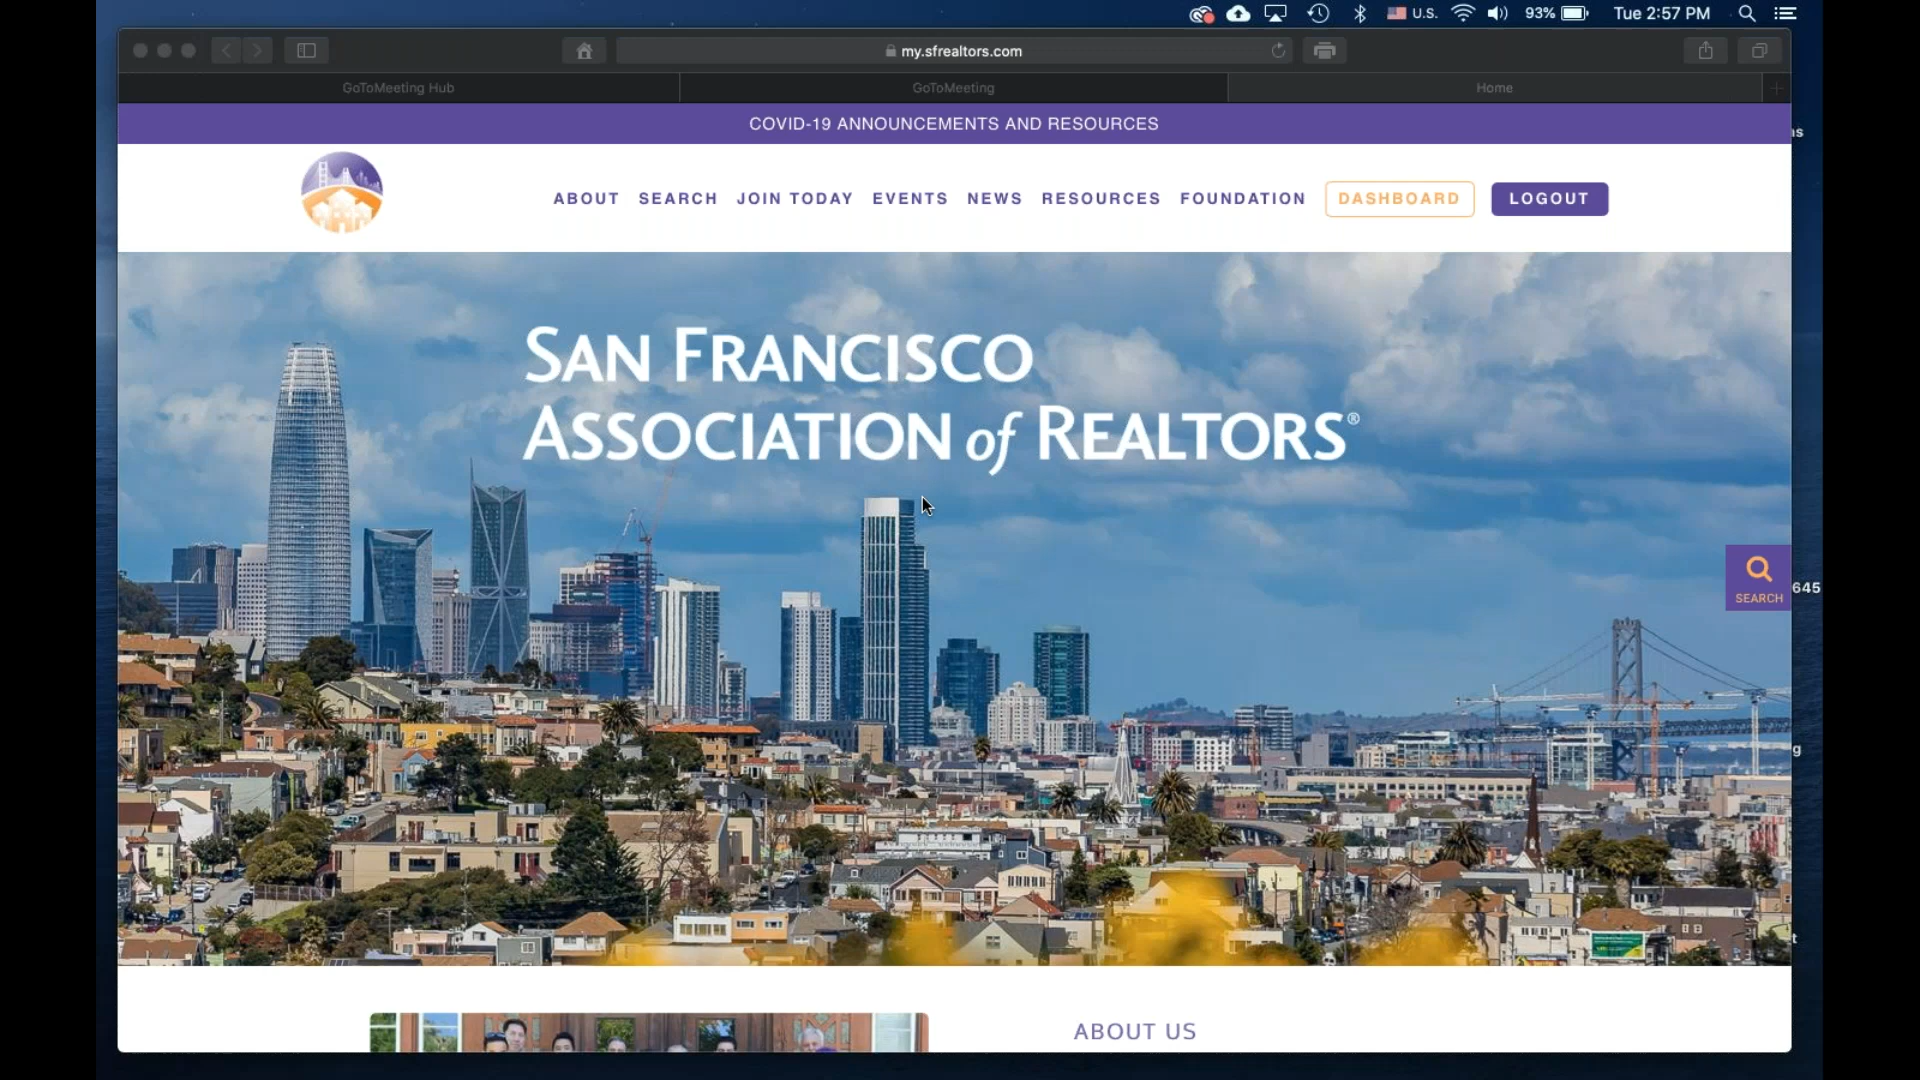 U.S.
93%
Tue 2:57 PM
my.sfrealtors.com
GoToMeeting Hub
GoToMeeting
Home
COVID-19 ANNOUNCEMENTS AND RESOURCES
ABOUT SEARCH JOIN TODAY EVENTS NEWS RESOURCES FOUNDATION DASHBOARD LOGOUT
SAN FRANCISCO
ASSOCIATION of REALTORS®
SEARCH
645
ABOUT US